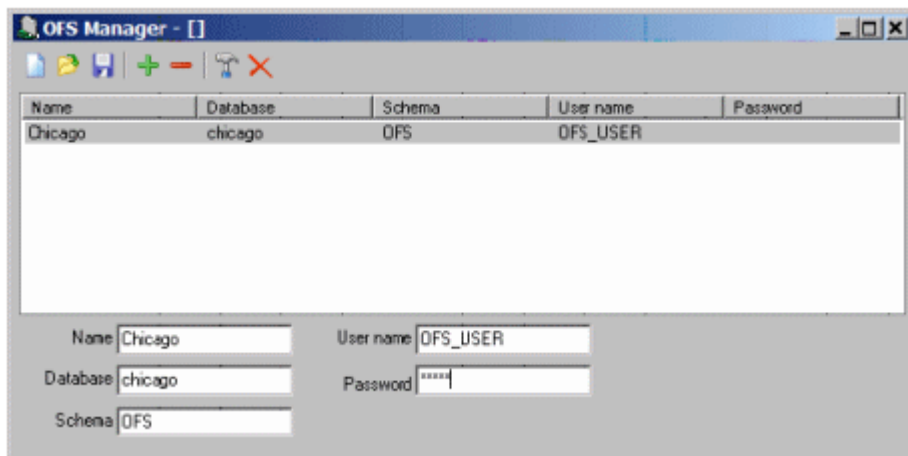 OFS Manager - []
Name Database Schema User name Password
Chicago chicago OFS OFS_USER
Name Chicago User name OFS_USER
Database chicago Password *****
Schema OFS